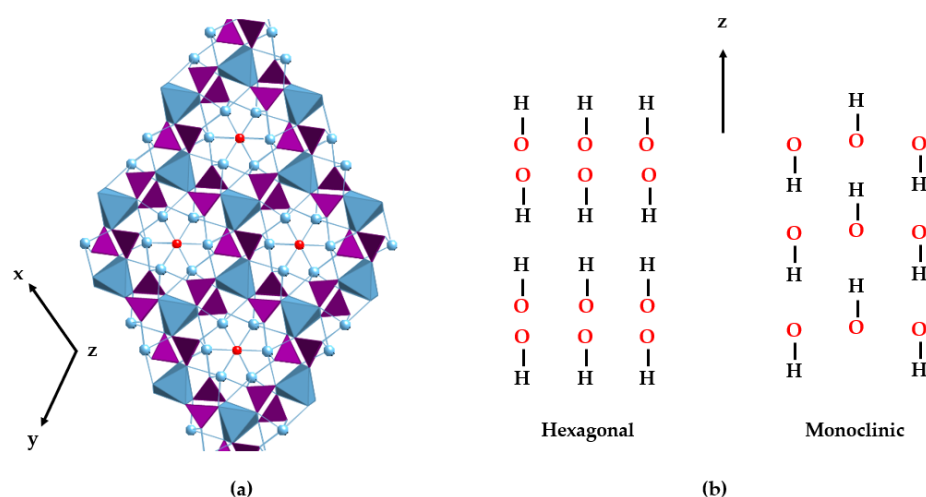 x
z
y
(a)
z
H H H
O O O
O O O
H H H
H H H
O O O
O O O
H H H
Hexagonal
H
O O O
H H H
O O O
H H H
O O O
H H
Monoclinic
(b)